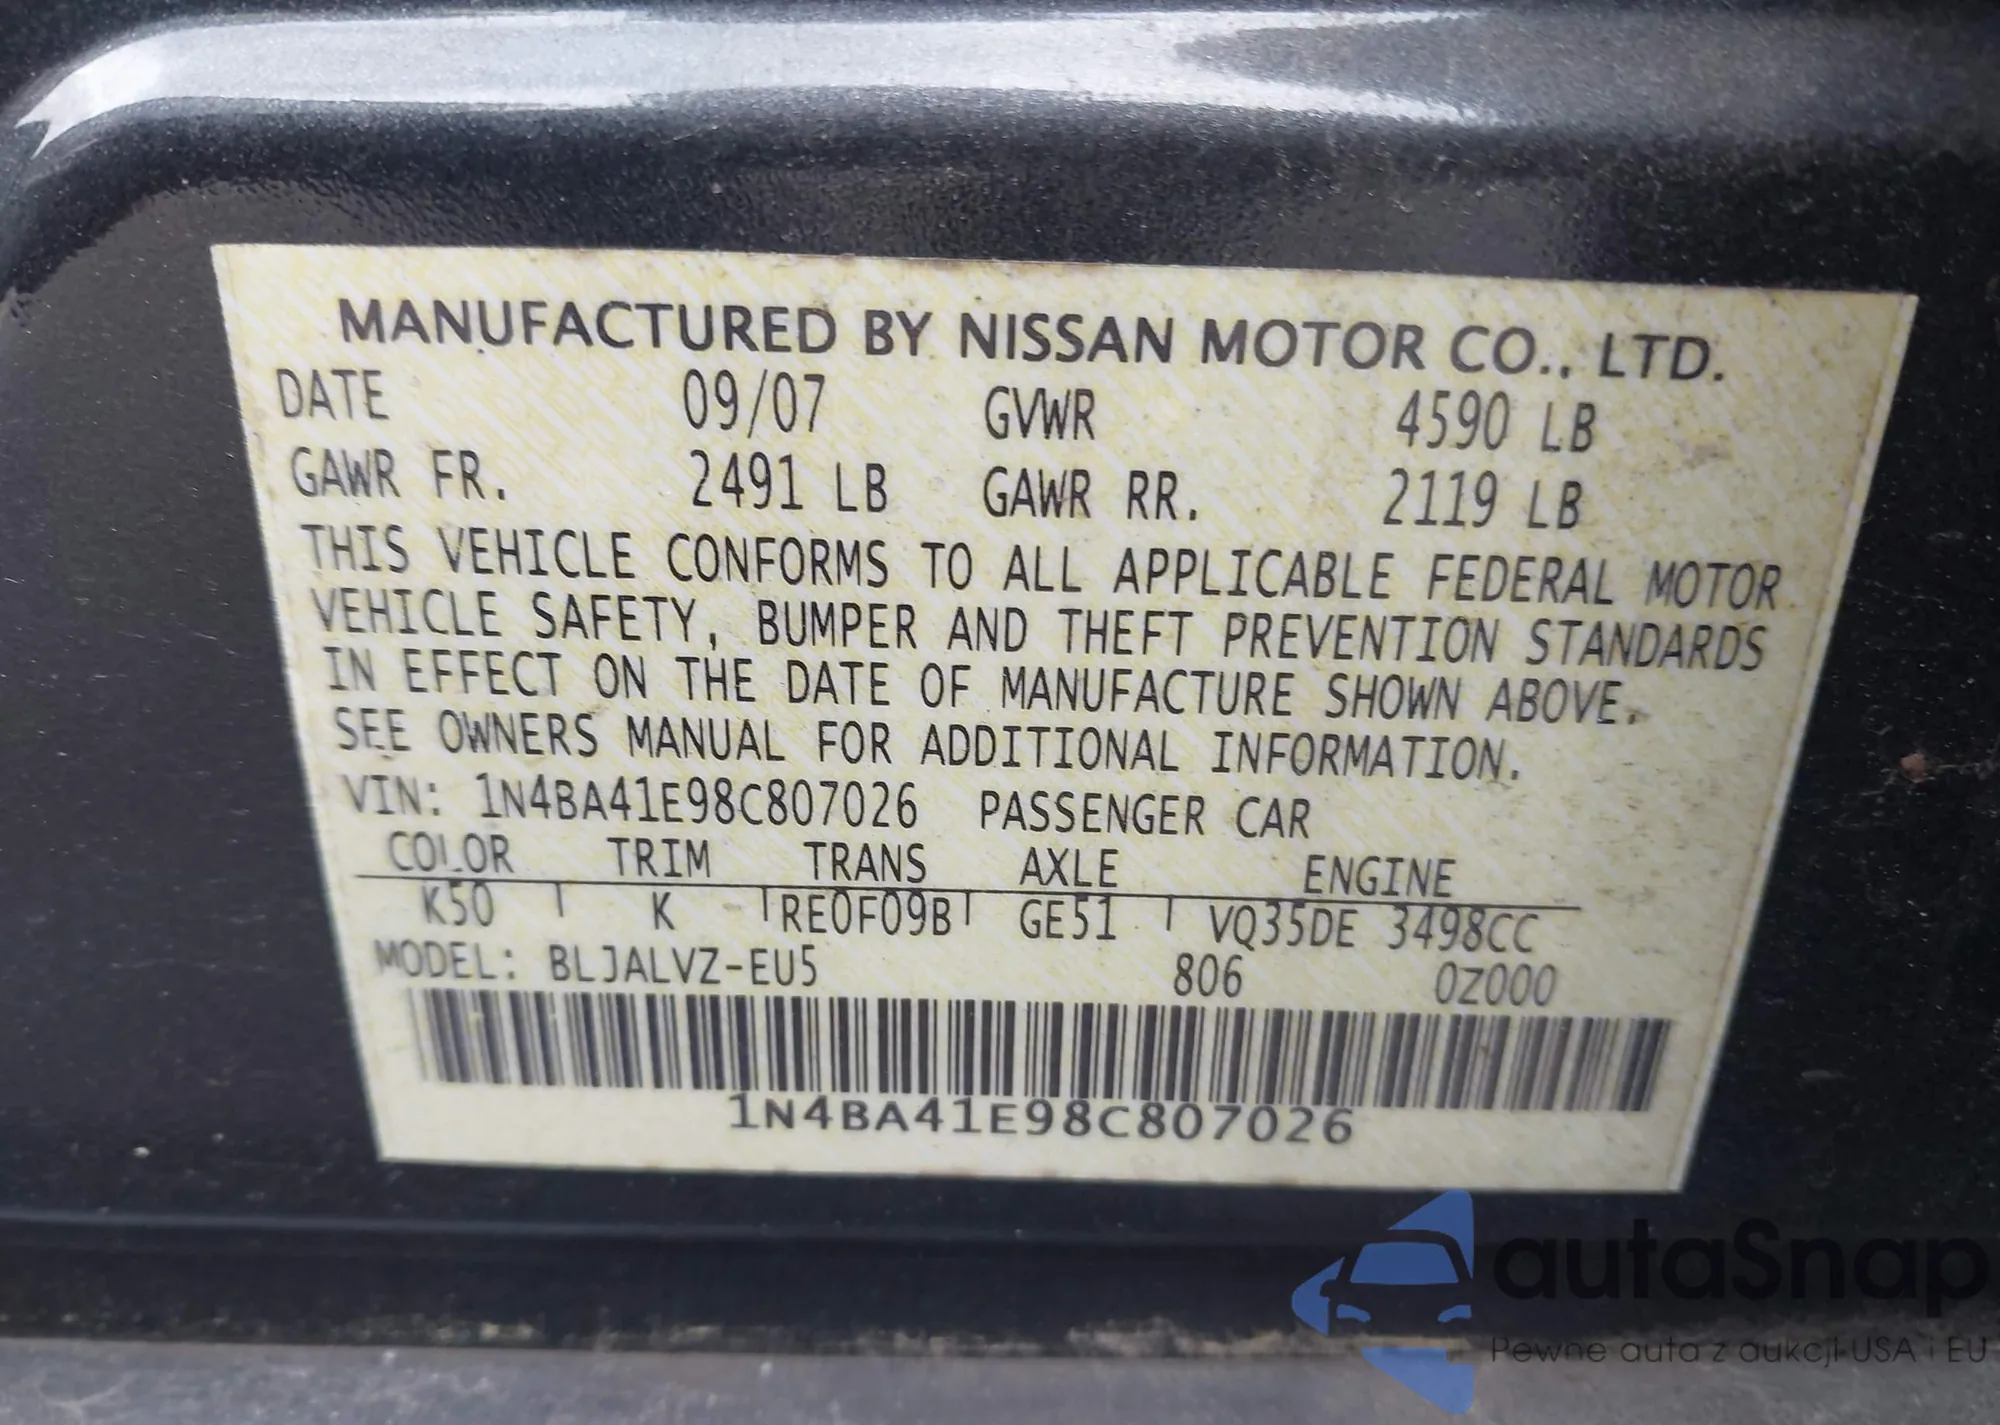 MANUFACTURED BY NISSAN MOTOR CO., LTD.
DATE 09/07 GVWR 4590 LB
GAWR FR. 2491 LB GAWR RR. 2119 LB
THIS VEHICLE CONFORMS TO ALL APPLICABLE FEDERAL MOTOR
VEHICLE SAFETY, BUMPER AND THEFT PREVENTION STANDARDS
IN EFFECT ON THE DATE OF MANUFACTURE SHOWN ABOVE.
SEE OWNERS MANUAL FOR ADDITIONAL INFORMATION.
VIN: 1N4BA41E98C807026 PASSENGER CAR
COLOR TRIM TRANS AXLE ENGINE
K50 K RE0F09B GE51 VQ35DE 3498CC
MODEL: BLJALVZ-EU5 806 0Z000
1N4BA41E98C807026
autaSnap
Pewne auta z aukcji USA i EU